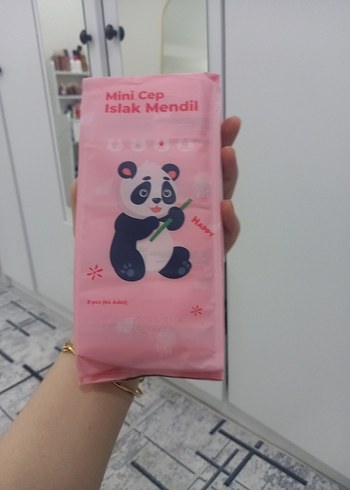 Mini Cep
Islak Mendil
HAPPY